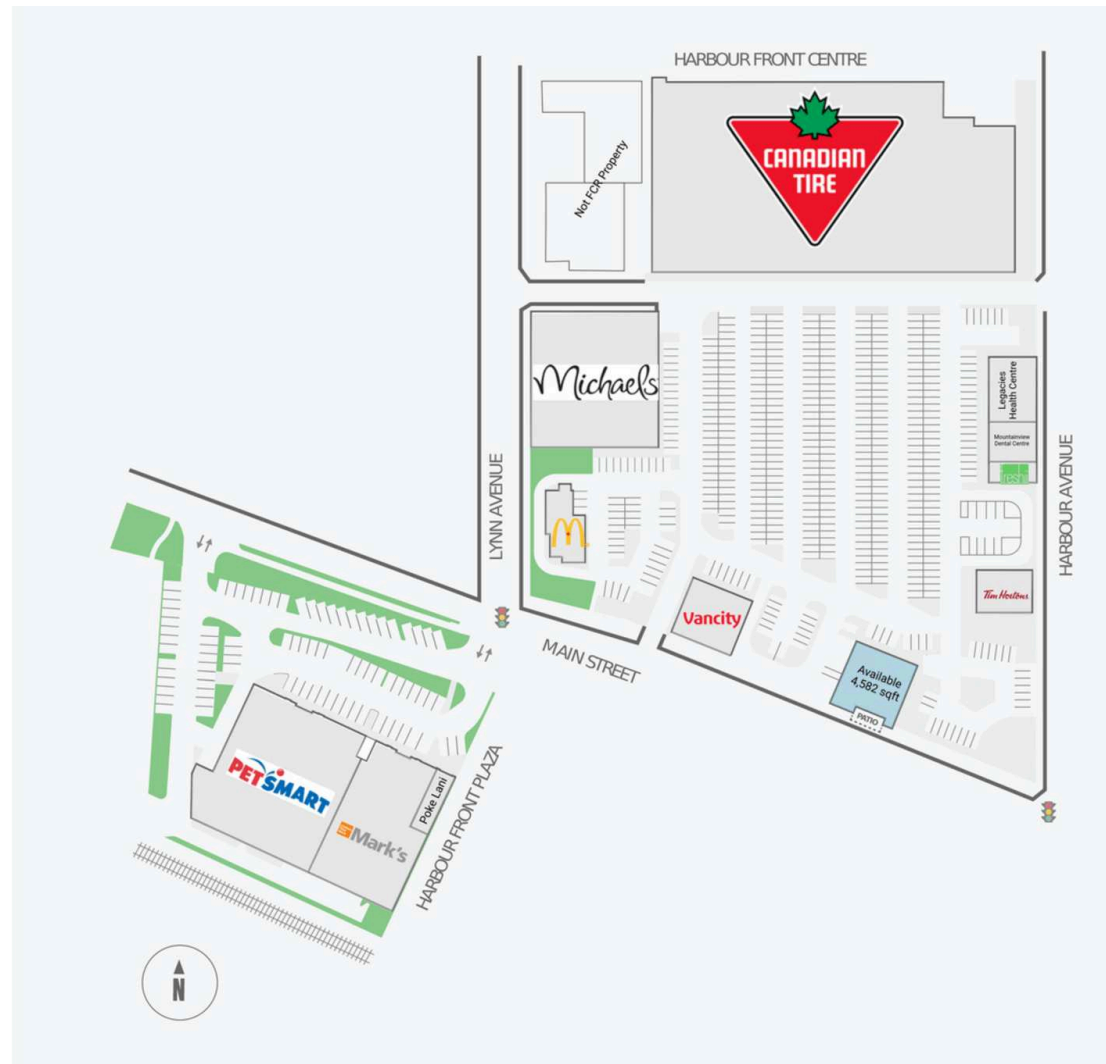 HARBOUR FRONT CENTRE
CANADIAN
TIRE
Not FCR Property
Michaels
Legacies
Health Centre
Mountainview
Dental Centre
freshii
LYNN AVENUE
HARBOUR AVENUE
Tim Hortons
Vancity
MAIN STREET
Available
4,582 sqft
PATIO
PETSMART
Mark's
Poke Lani
HARBOUR FRONT PLAZA
N